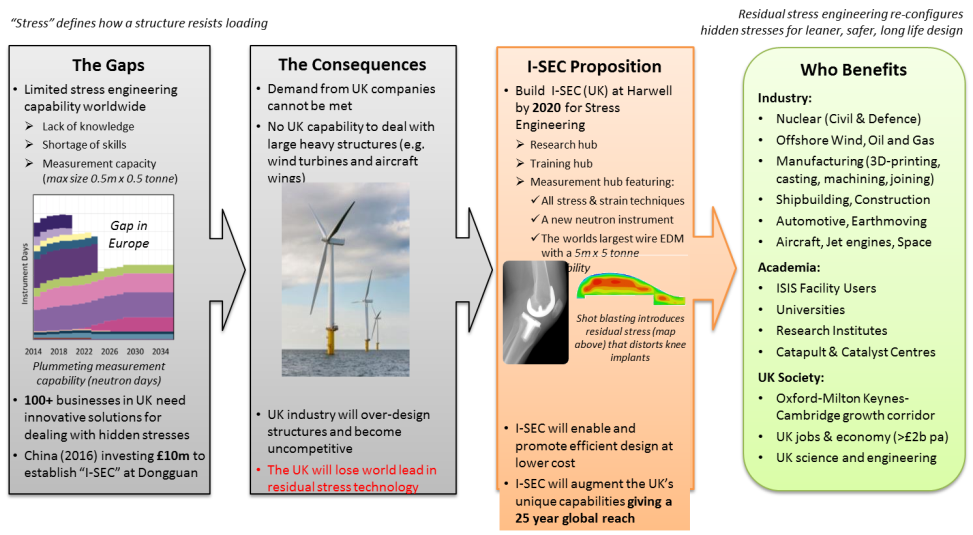 “Stress” defines how a structure resists loading
Residual stress engineering re-configures
hidden stresses for leaner, safer, long life design
The Gaps
• Limited stress engineering
capability worldwide
➢ Lack of knowledge
➢ Shortage of skills
➢ Measurement capacity
(max size 0.5m x 0.5 tonne)
Gap in
Europe
Instrument Days
2014 2018 2022 2026 2030 2034
Plummeting measurement
capability (neutron days)
• 100+ businesses in UK need
innovative solutions for
dealing with hidden stresses
• China (2016) investing £10m to
establish “I-SEC” at Dongguan
The Consequences
• Demand from UK companies
cannot be met
• No UK capability to deal with
large heavy structures (e.g.
wind turbines and aircraft
wings)
• UK industry will over-design
structures and become
uncompetitive
• The UK will lose world lead in
residual stress technology
I-SEC Proposition
• Build I-SEC (UK) at Harwell
by 2020 for Stress
Engineering
➢ Research hub
➢ Training hub
➢ Measurement hub featuring:
✓ All stress & strain techniques
✓ A new neutron instrument
✓ The worlds largest wire EDM
with a 5m x 5 tonne
Shot blasting introduces
residual stress (map
above) that distorts knee
implants
• I-SEC will enable and
promote efficient design at
lower cost
• I-SEC will augment the UK’s
unique capabilities giving a
25 year global reach
Who Benefits
Industry:
• Nuclear (Civil & Defence)
• Offshore Wind, Oil and Gas
• Manufacturing (3D-printing,
casting, machining, joining)
• Shipbuilding, Construction
• Automotive, Earthmoving
• Aircraft, Jet engines, Space
Academia:
• ISIS Facility Users
• Universities
• Research Institutes
• Catapult & Catalyst Centres
UK Society:
• Oxford-Milton Keynes-
Cambridge growth corridor
• UK jobs & economy (>£2b pa)
• UK science and engineering